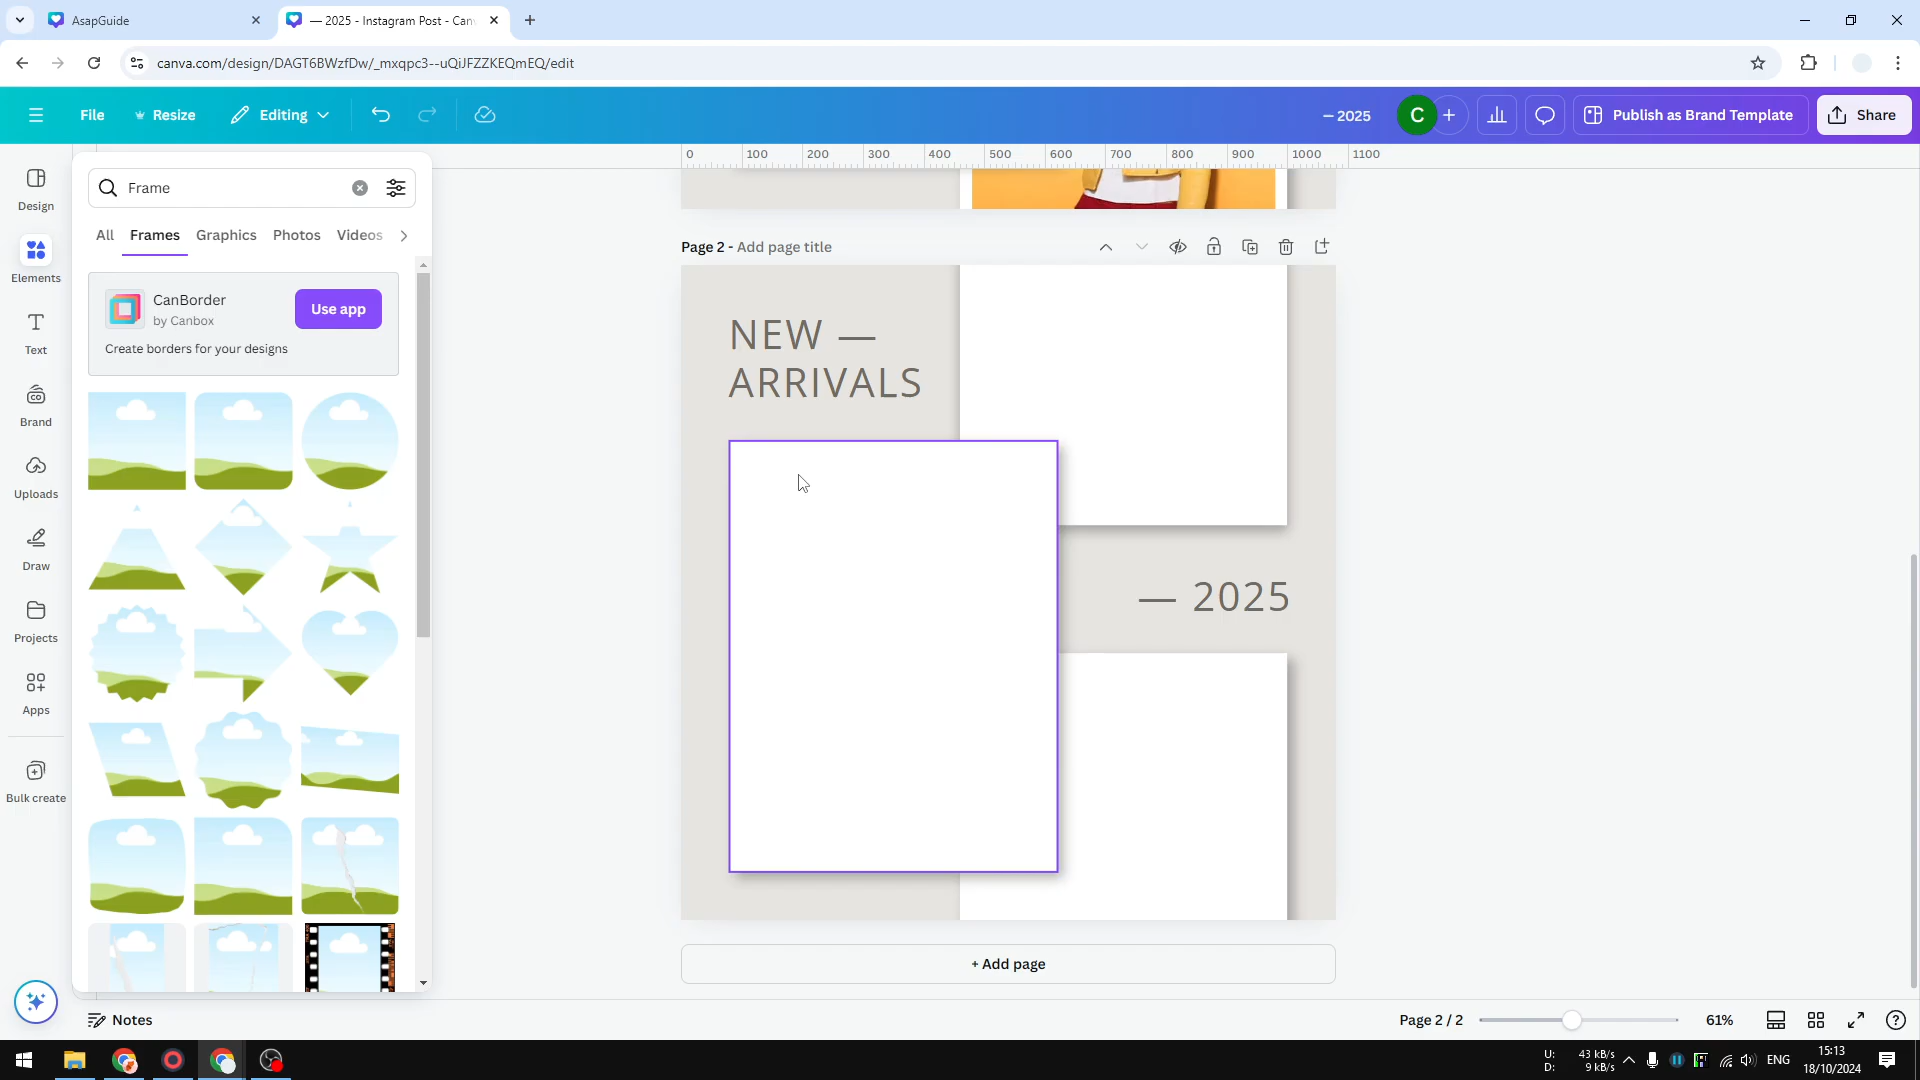 AsapGuide
— 2025 - Instagram Post - Can
canva.com/design/DAGT6BWzfDw/_mxqpc3--uQiJFZZKEQmEQ/edit
File
Resize
Editing
— 2025
C
Publish as Brand Template
Share
Design
Elements
Text
Brand
Uploads
Draw
Projects
Apps
Bulk create
Frame
All
Frames
Graphics
Photos
Videos
CanBorder
by Canbox
Use app
Create borders for your designs
0 100 200 300 400 500 600 700 800 900 1000 1100
Page 2 - Add page title
NEW —
ARRIVALS
— 2025
+ Add page
Notes
Page 2 / 2
61%
U: 43 kB/s
D: 9 kB/s
ENG
15:13
18/10/2024